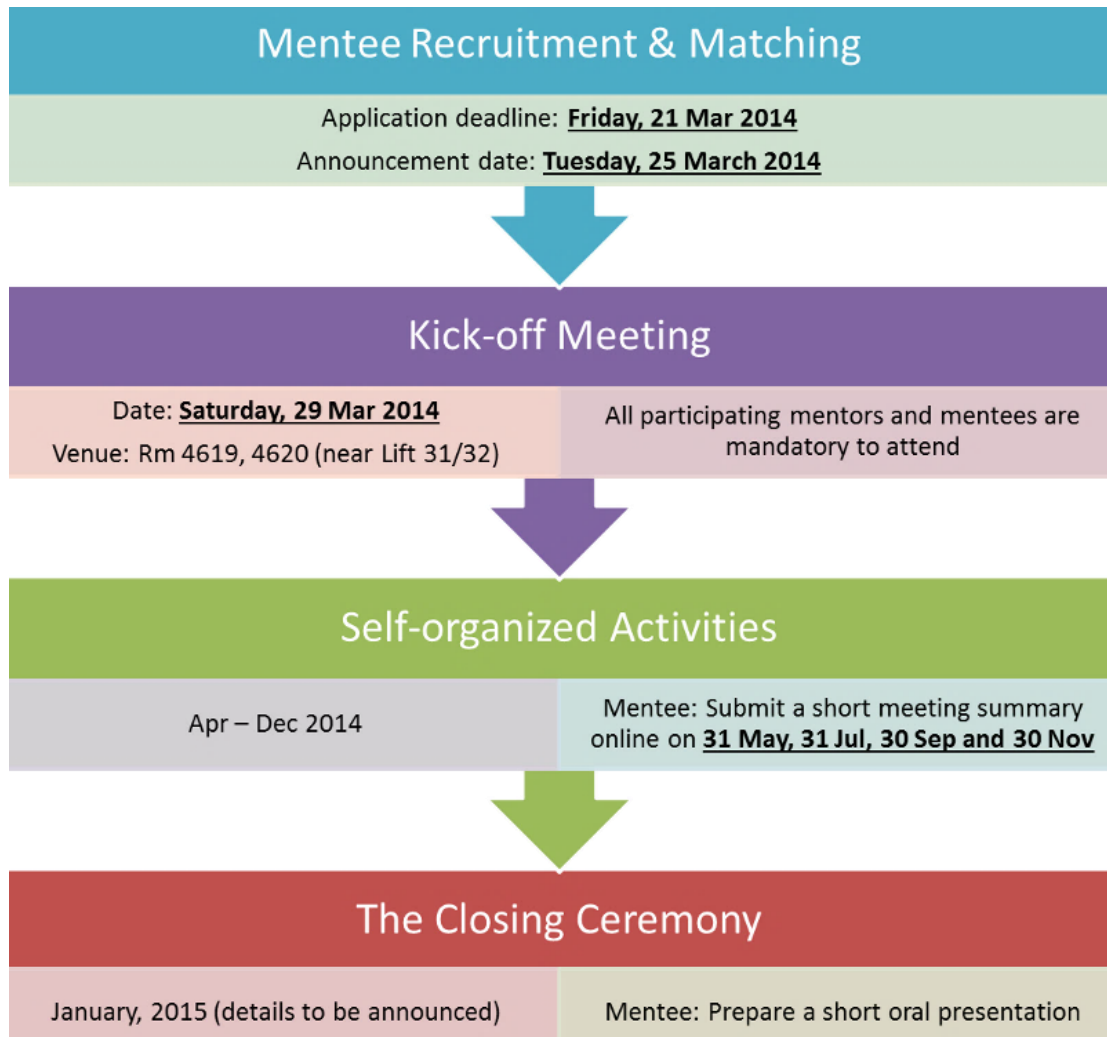 Mentee Recruitment & Matching
Application deadline: Friday, 21 Mar 2014
Announcement date: Tuesday, 25 March 2014
Kick-off Meeting
Date: Saturday, 29 Mar 2014
Venue: Rm 4619, 4620 (near Lift 31/32)
All participating mentors and mentees are
mandatory to attend
Self-organized Activities
Apr – Dec 2014
Mentee: Submit a short meeting summary
online on 31 May, 31 Jul, 30 Sep and 30 Nov
The Closing Ceremony
January, 2015 (details to be announced)
Mentee: Prepare a short oral presentation